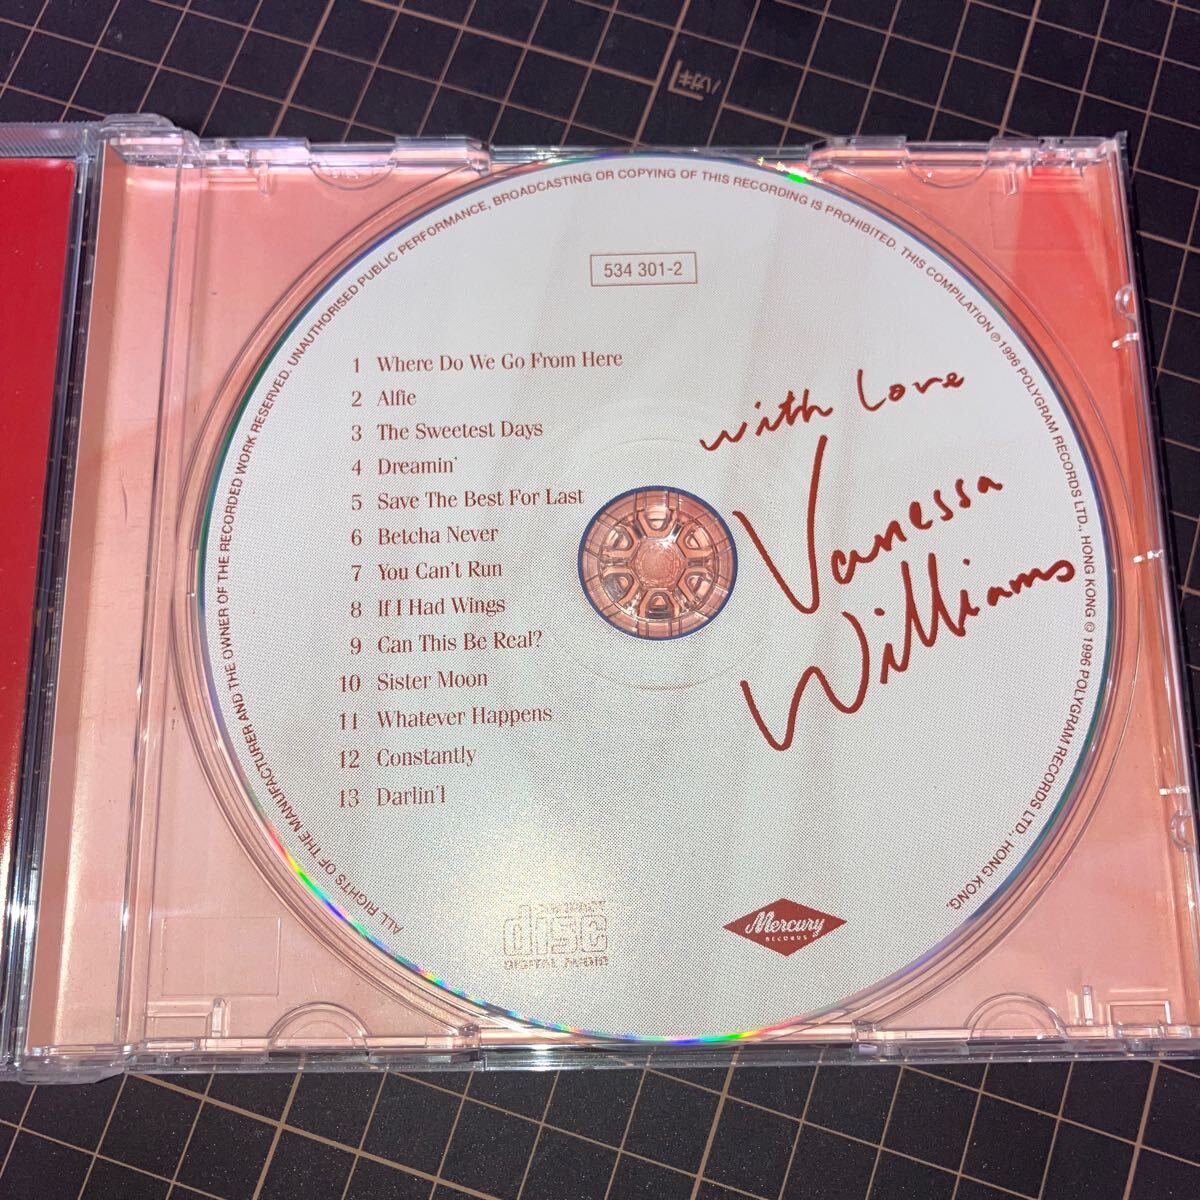 ハガキ
ALL RIGHTS OF THE MANUFACTURER AND THE OWNER OF THE RECORDED WORK RESERVED. UNAUTHORISED PUBLIC PERFORMANCE, BROADCASTING OR COPYING OF THIS RECORDING IS PROHIBITED. THIS COMPILATION ℗ 1996 POLYGRAM RECORDS LTD., HONG KONG © 1996 POLYGRAM RECORDS LTD., HONG KONG.
534 301-2
1 Where Do We Go From Here
2 Alfie
3 The Sweetest Days
4 Dreamin'
5 Save The Best For Last
6 Betcha Never
7 You Can't Run
8 If I Had Wings
9 Can This Be Real?
10 Sister Moon
11 Whatever Happens
12 Constantly
13 Darlin'I
With Love
Vanessa
Williams
COMPACT
disc
DIGITAL AUDIO
Mercury
RECORDS